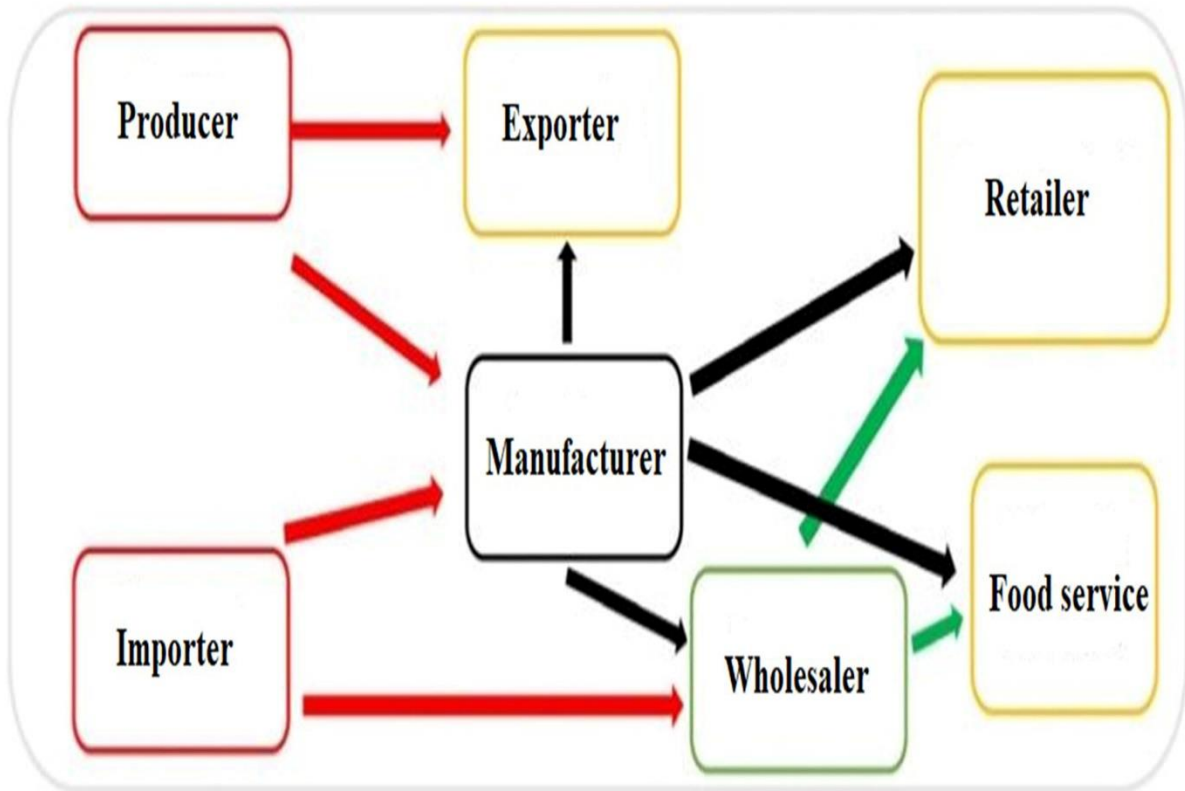 Producer
Exporter
Retailer
Manufacturer
Food service
Importer
Wholesaler